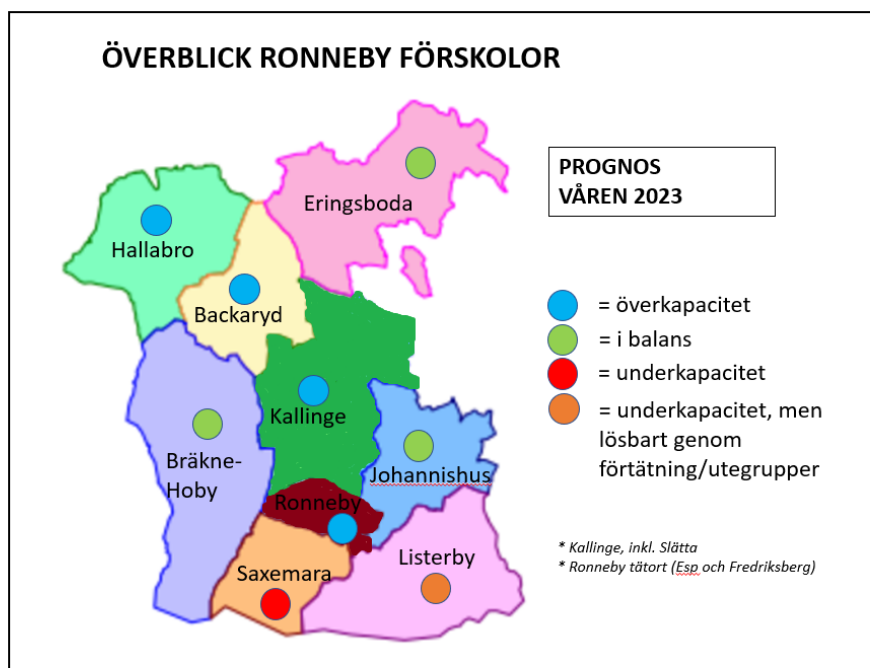 ÖVERBLICK RONNEBY FÖRSKOLOR
PROGNOS
VÅREN 2023
Eringsboda
Hallabro
Backaryd
Kallinge
Bräkne-
Hoby
Johannishus
Ronneby
Saxemara
Listerby
= överkapacitet
= i balans
= underkapacitet
= underkapacitet, men
lösbart genom
förtätning/utegrupper
* Kallinge, inkl. Slätta
* Ronneby tätort (Esp och Fredriksberg)